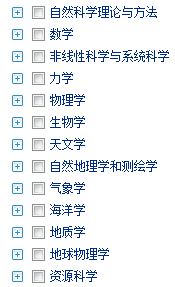 自然科学理论与方法
数学
非线性科学与系统科学
力学
物理学
生物学
天文学
自然地理学和测绘学
气象学
海洋学
地质学
地球物理学
资源科学